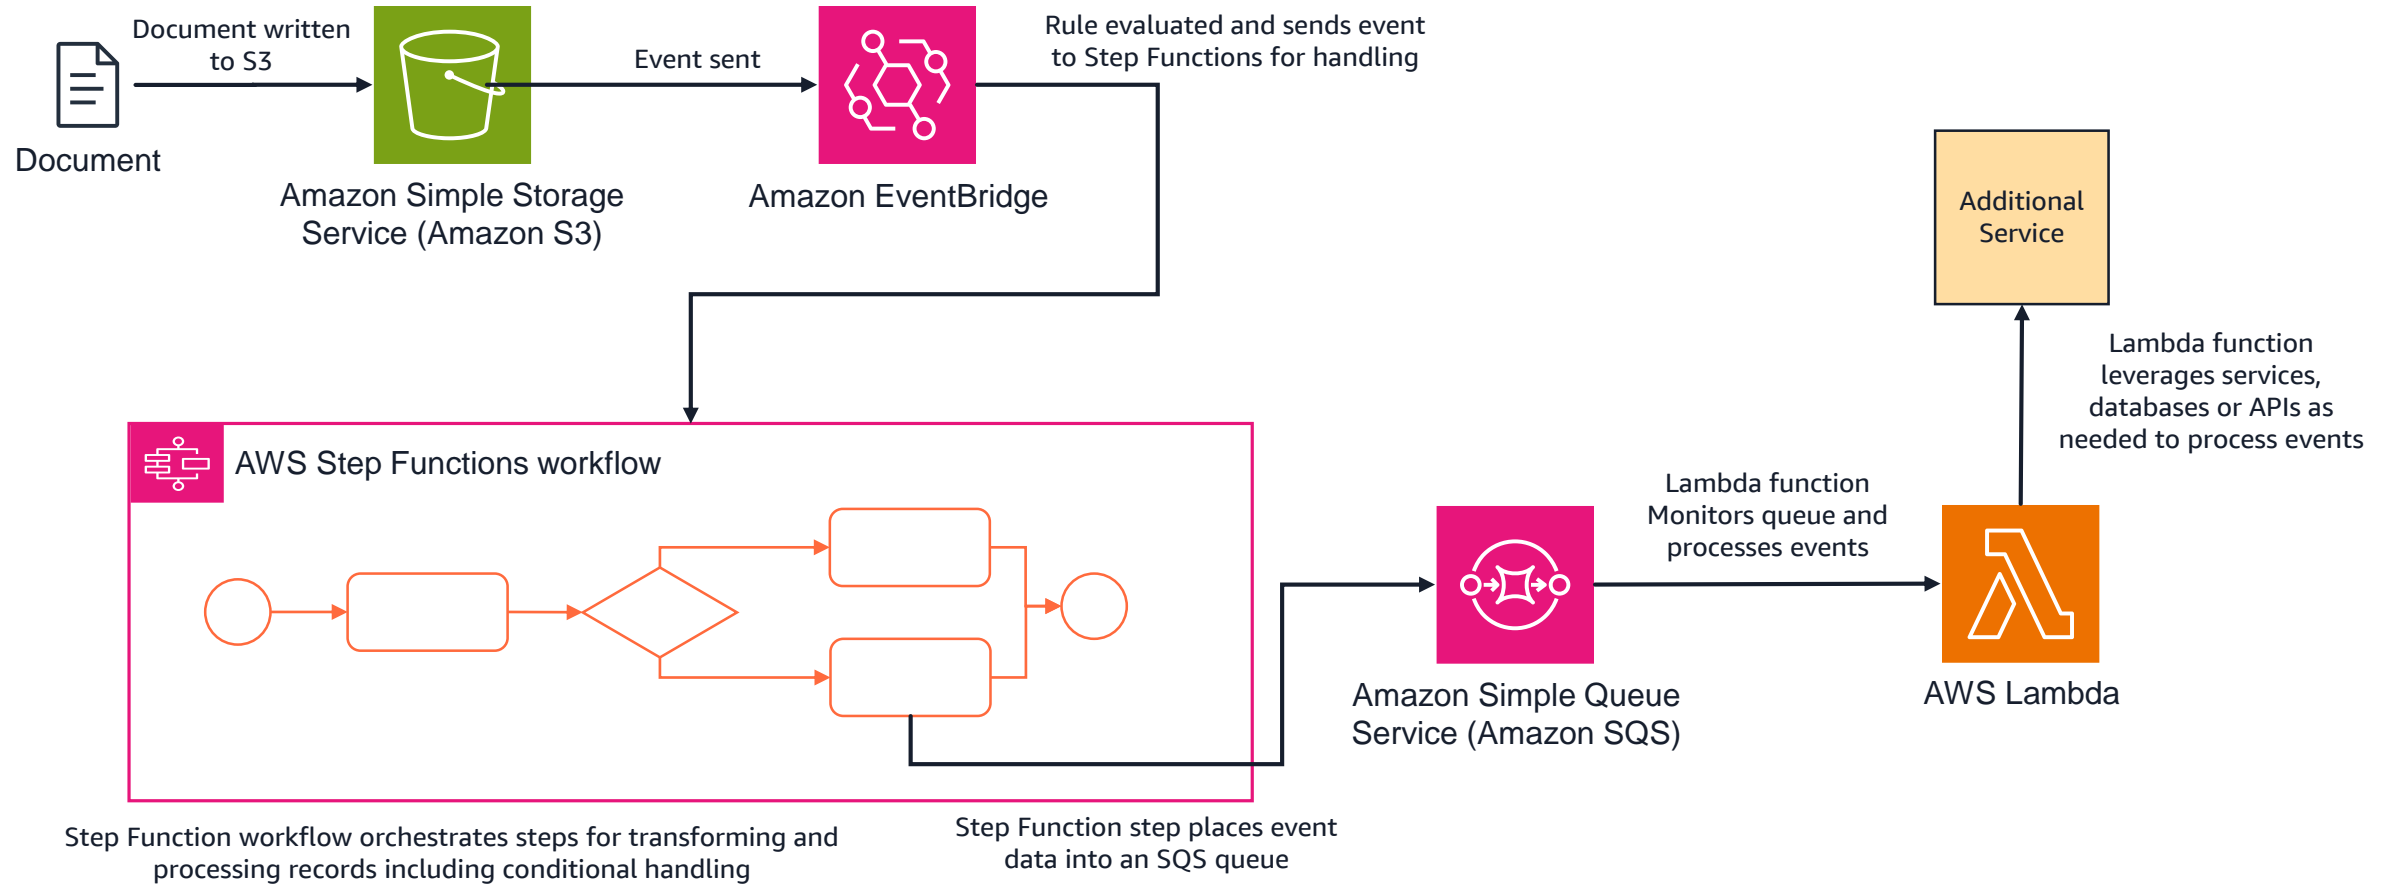 Document written
to S3
Document
Amazon Simple Storage
Service (Amazon S3)
Event sent
Amazon EventBridge
Rule evaluated and sends event
to Step Functions for handling
AWS Step Functions workflow
Step Function workflow orchestrates steps for transforming and
processing records including conditional handling
Step Function step places event
data into an SQS queue
Amazon Simple Queue
Service (Amazon SQS)
Lambda function
Monitors queue and
processes events
AWS Lambda
Lambda function
leverages services,
databases or APIs as
needed to process events
Additional
Service